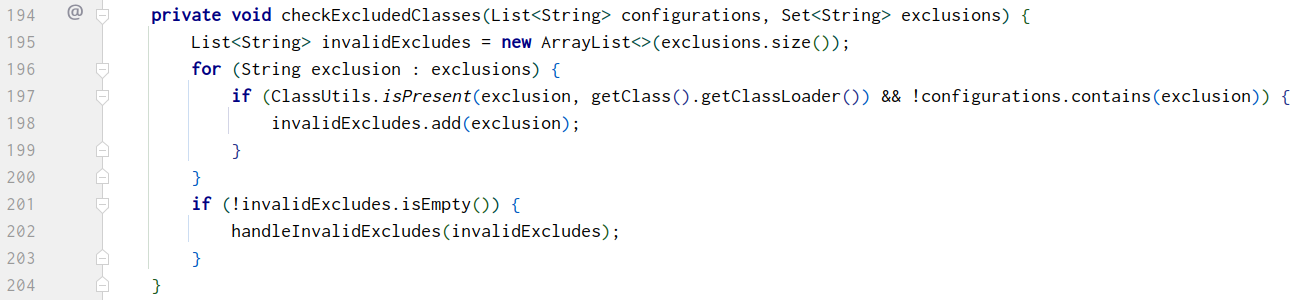 194 @ private void checkExcludedClasses(List<String> configurations, Set<String> exclusions) {
195 List<String> invalidExcludes = new ArrayList<>(exclusions.size());
196 for (String exclusion : exclusions) {
197 if (ClassUtils.isPresent(exclusion, getClass().getClassLoader()) && !configurations.contains(exclusion)) {
198 invalidExcludes.add(exclusion);
199 }
200 }
201 if (!invalidExcludes.isEmpty()) {
202 handleInvalidExcludes(invalidExcludes);
203 }
204 }